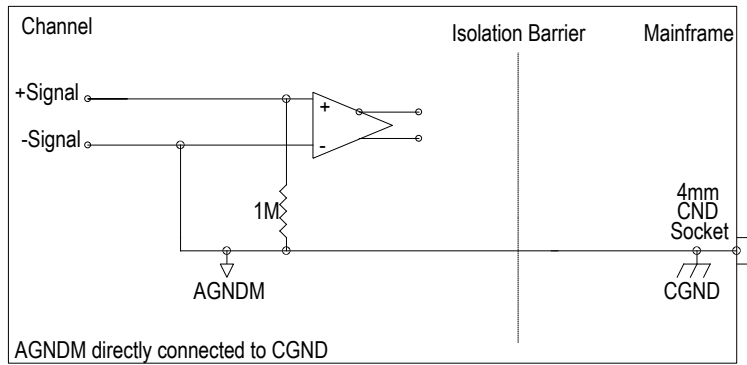 Channel
Isolation Barrier
Mainframe
+Signal
-Signal
+
-
1M
4mm
CND
Socket
AGNDM
CGND
AGNDM directly connected to CGND